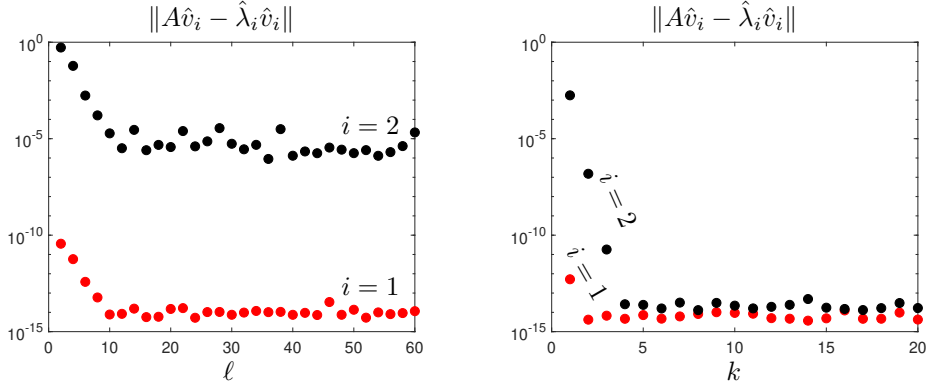 ‖Av̂ᵢ − λ̂ᵢv̂ᵢ‖
10⁰
10⁻⁵
10⁻¹⁰
10⁻¹⁵
i = 2
i = 1
0 10 20 30 40 50 60
ℓ
‖Av̂ᵢ − λ̂ᵢv̂ᵢ‖
10⁰
10⁻⁵
10⁻¹⁰
10⁻¹⁵
i = 2
i = 1
5 10 15 20
k